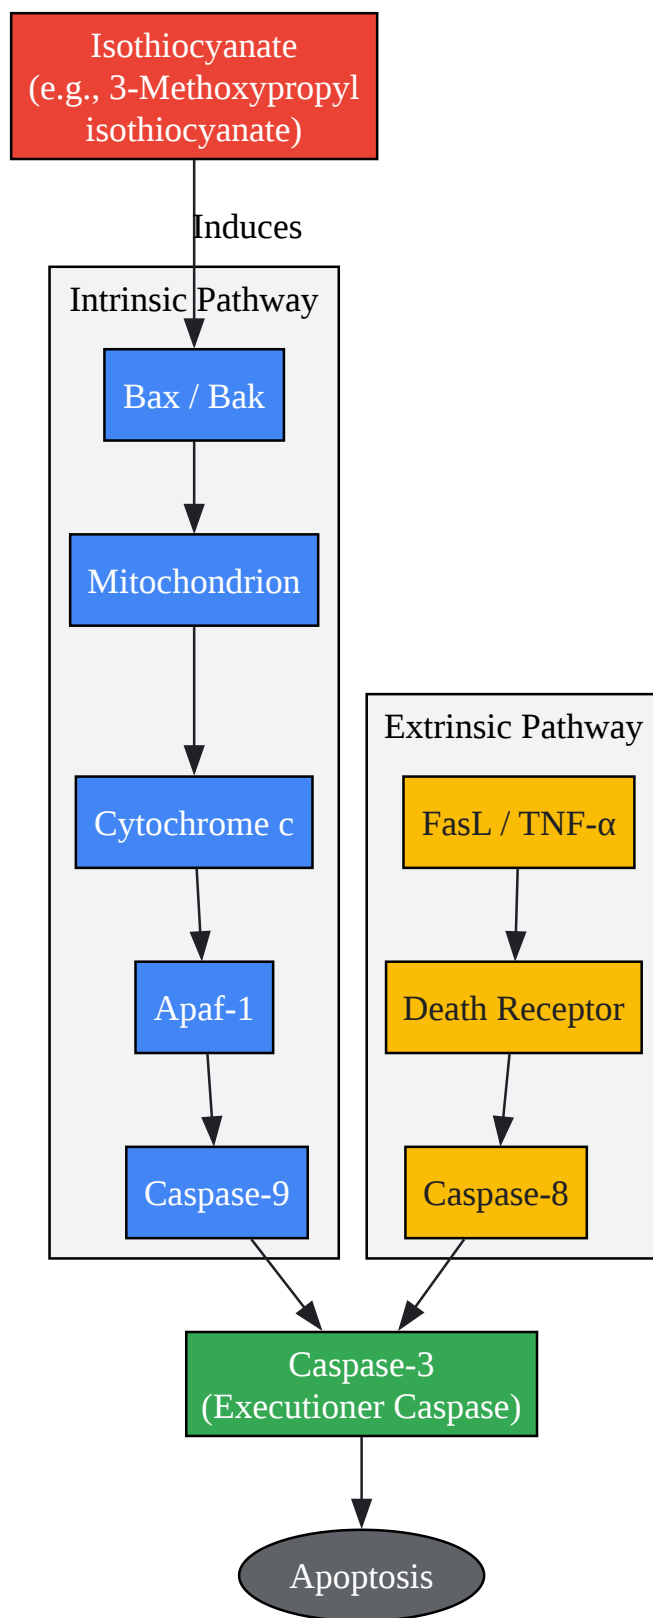 Isothiocyanate
(e.g., 3-Methoxypropyl
isothiocyanate)
Induces
Intrinsic Pathway
Bax / Bak
Mitochondrion
Cytochrome c
Apaf-1
Caspase-9
Extrinsic Pathway
FasL / TNF-α
Death Receptor
Caspase-8
Caspase-3
(Executioner Caspase)
Apoptosis